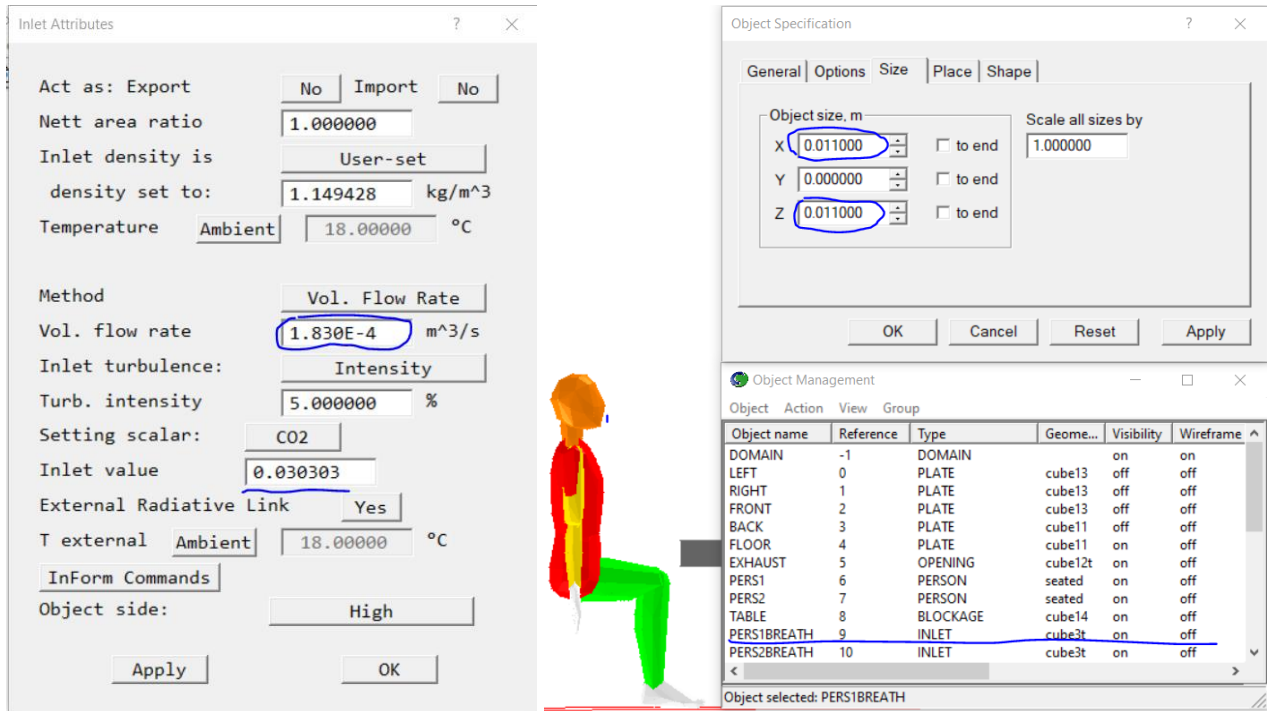 Inlet Attributes ? ×
Act as: Export No Import No
Nett area ratio 1.000000
Inlet density is User-set
density set to: 1.149428 kg/m^3
Temperature Ambient 18.00000 °C
Method Vol. Flow Rate
Vol. flow rate 1.830E-4 m^3/s
Inlet turbulence: Intensity
Turb. intensity 5.000000 %
Setting scalar: CO2
Inlet value 0.030303
External Radiative Link Yes
T external Ambient 18.00000 °C
InForm Commands
Object side: High
Apply OK
Object Specification ? ×
General Options Size Place Shape
Object size, m Scale all sizes by
X 0.011000 to end 1.000000
Y 0.000000 to end
Z 0.011000 to end
OK Cancel Reset Apply
Object Management
Object Action View Group
Object name Reference Type Geome... Visibility Wireframe
DOMAIN -1 DOMAIN on on
LEFT 0 PLATE cube13 off off
RIGHT 1 PLATE cube13 off off
FRONT 2 PLATE cube13 off off
BACK 3 PLATE cube11 off off
FLOOR 4 PLATE cube11 on off
EXHAUST 5 OPENING cube12t on off
PERS1 6 PERSON seated on off
PERS2 7 PERSON seated on off
TABLE 8 BLOCKAGE cube14 on off
PERS1BREATH 9 INLET cube3t on off
PERS2BREATH 10 INLET cube3t on off
Object selected: PERS1BREATH